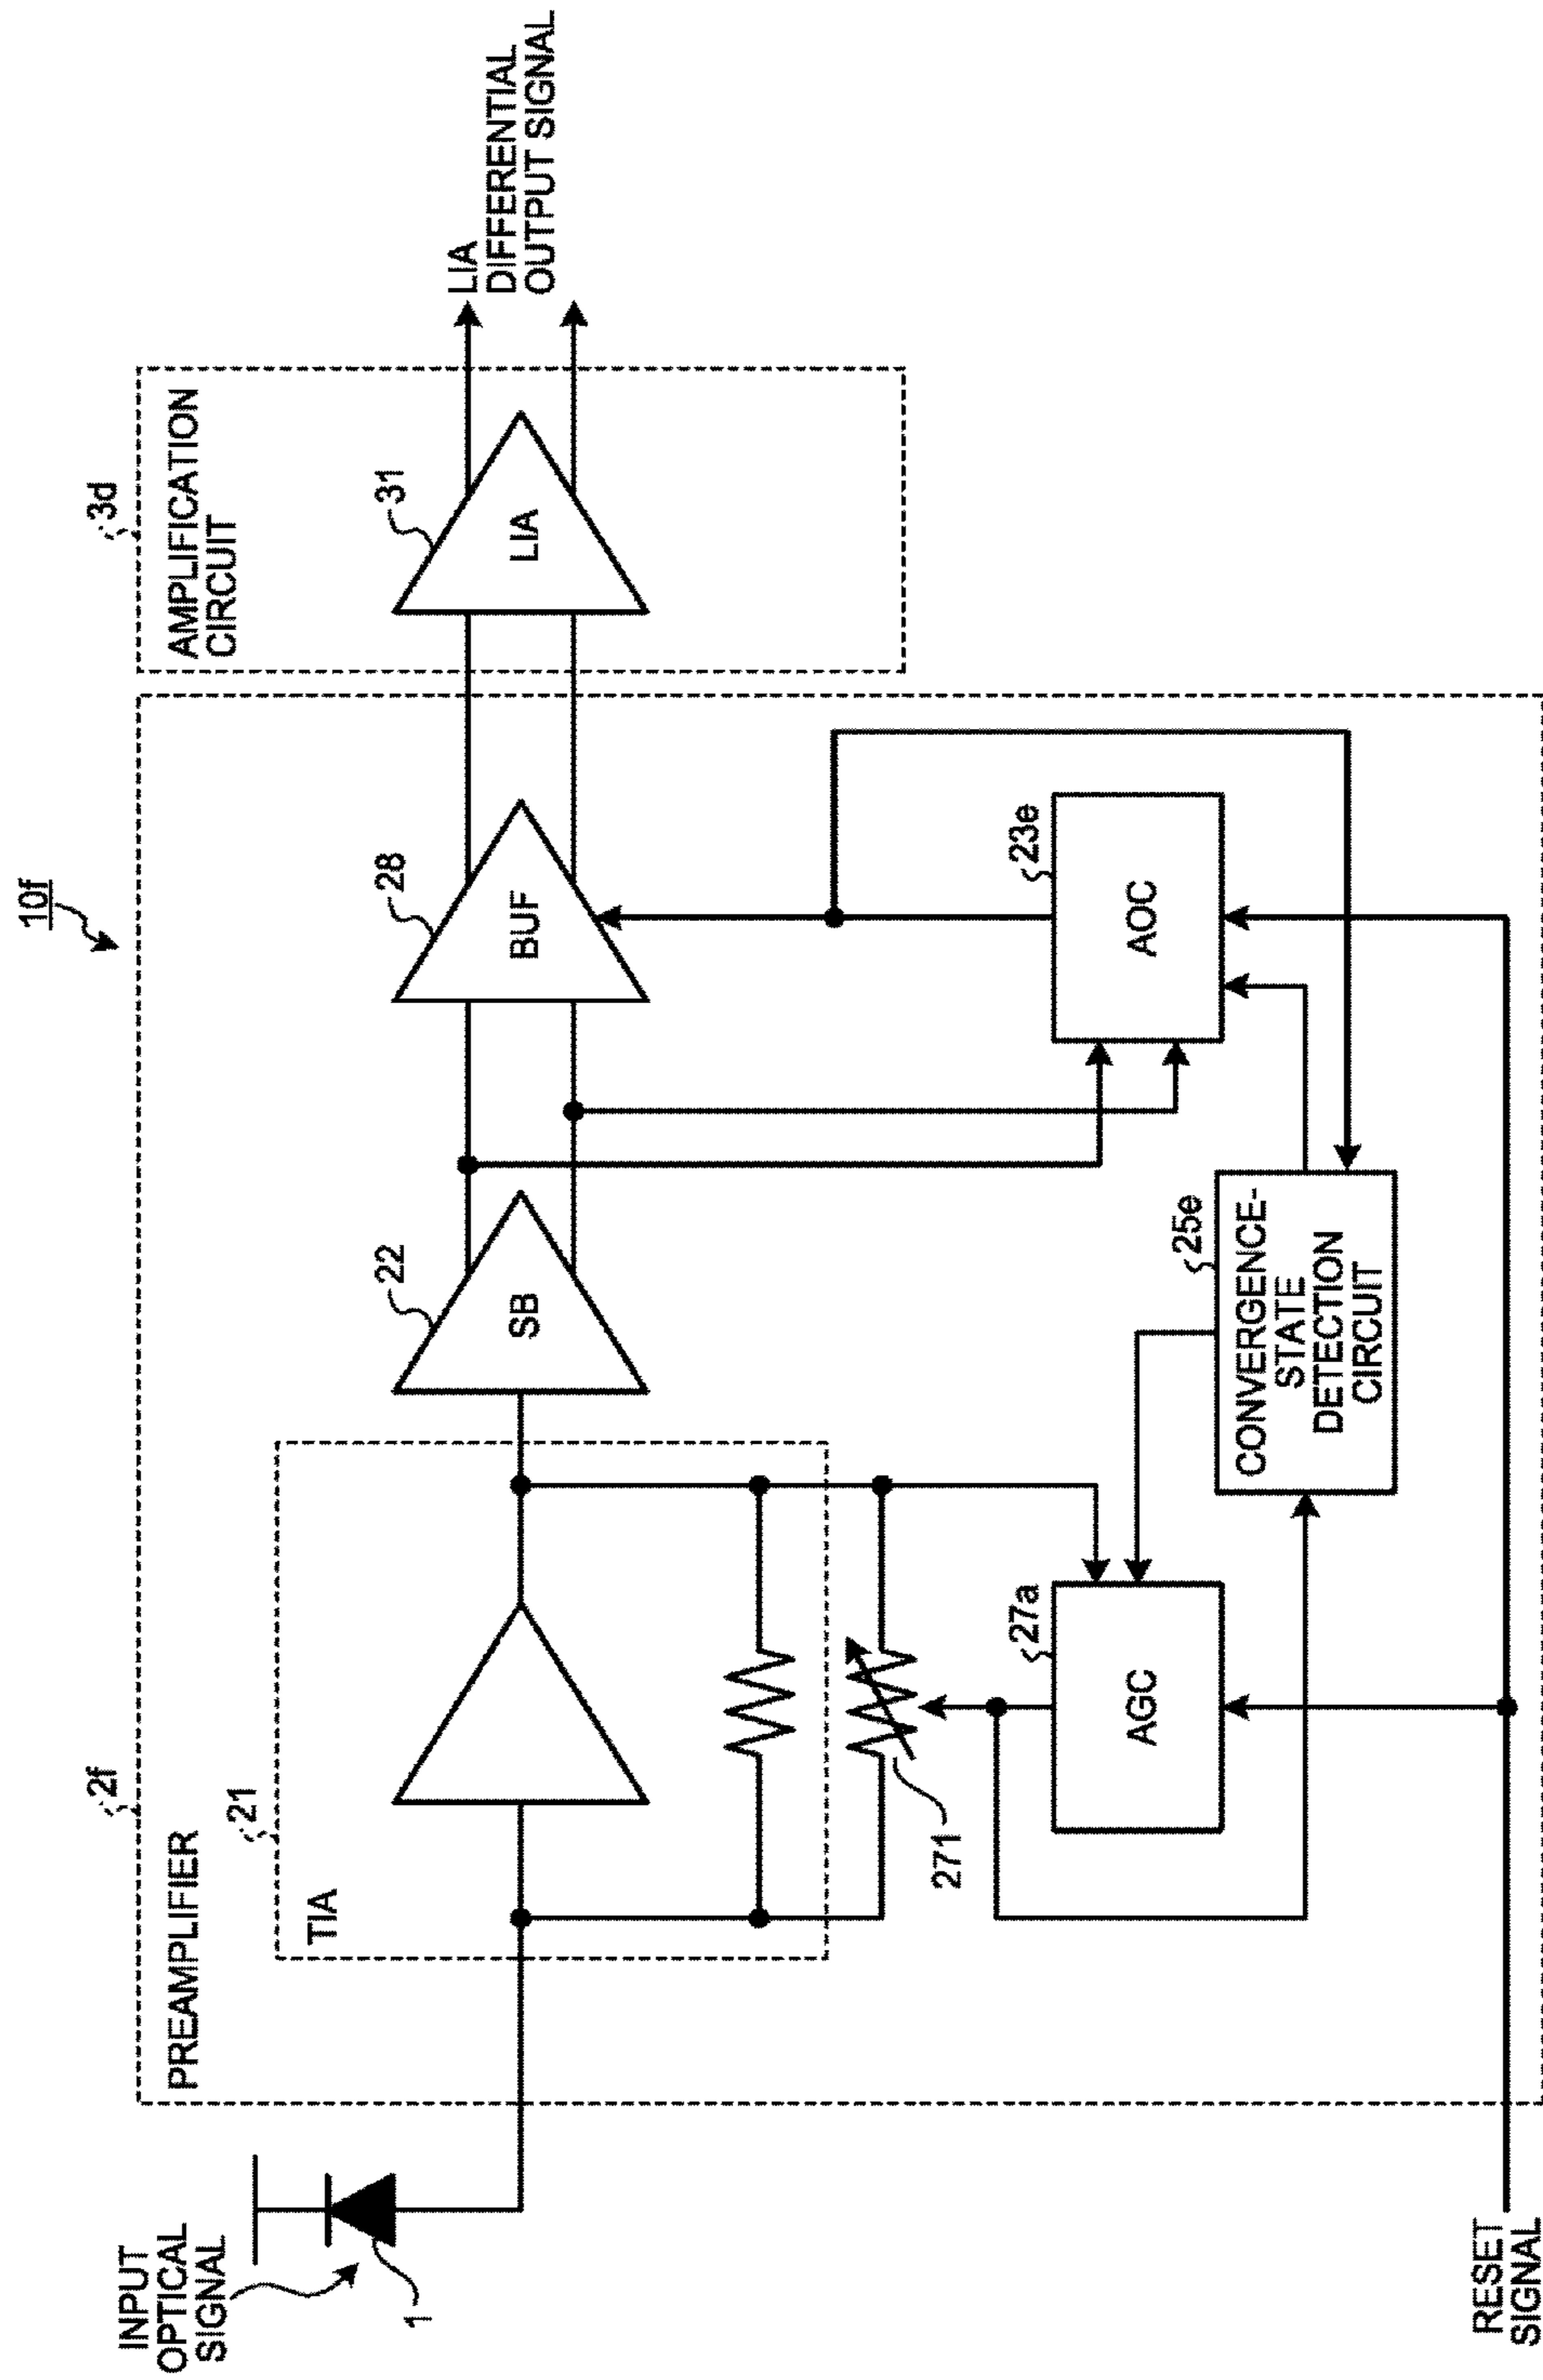 10f
2f
PREAMPLIFIER
3d
AMPLIFICATION
CIRCUIT
INPUT
OPTICAL
SIGNAL
1
21
TIA
22
SB
28
BUF
31
LIA
LIA
DIFFERENTIAL
OUTPUT SIGNAL
271
27a
AGC
25e
CONVERGENCE-
STATE
DETECTION
CIRCUIT
23e
AOC
RESET
SIGNAL